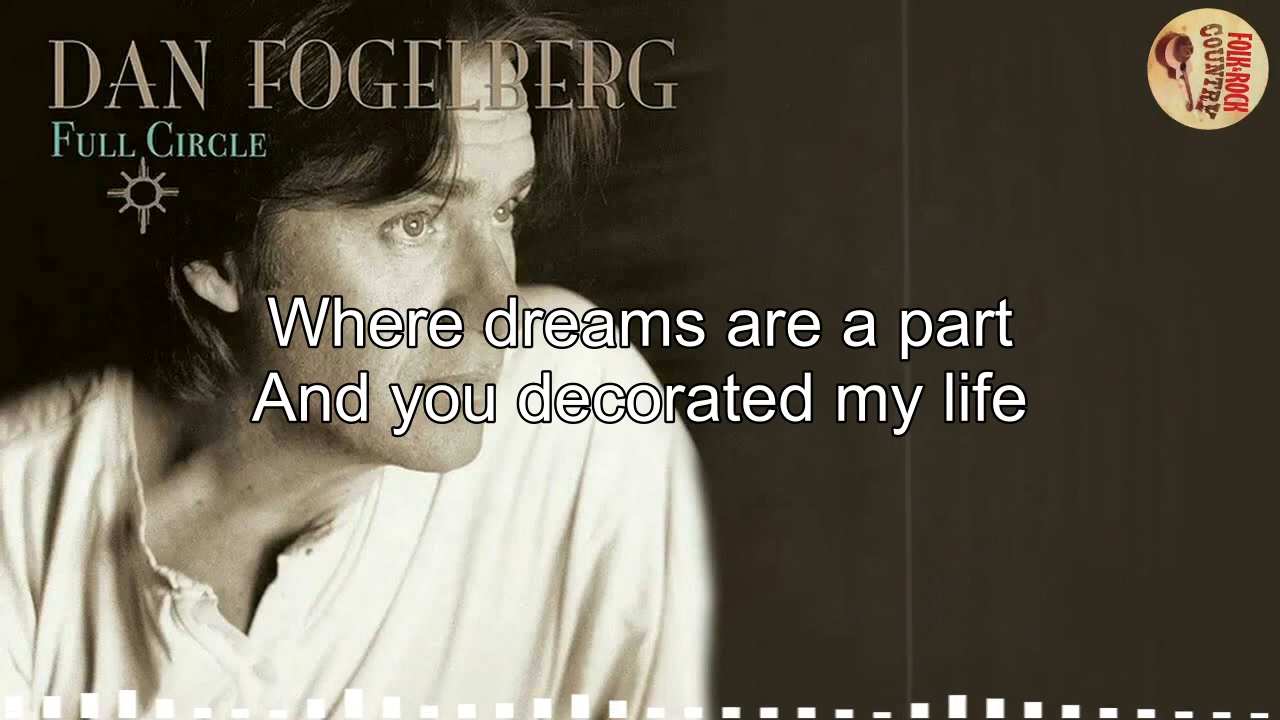 DAN FOGELBERG
FULL CIRCLE
FOLK & ROCK
COUNTRY
Where dreams are a part
And you decorated my life